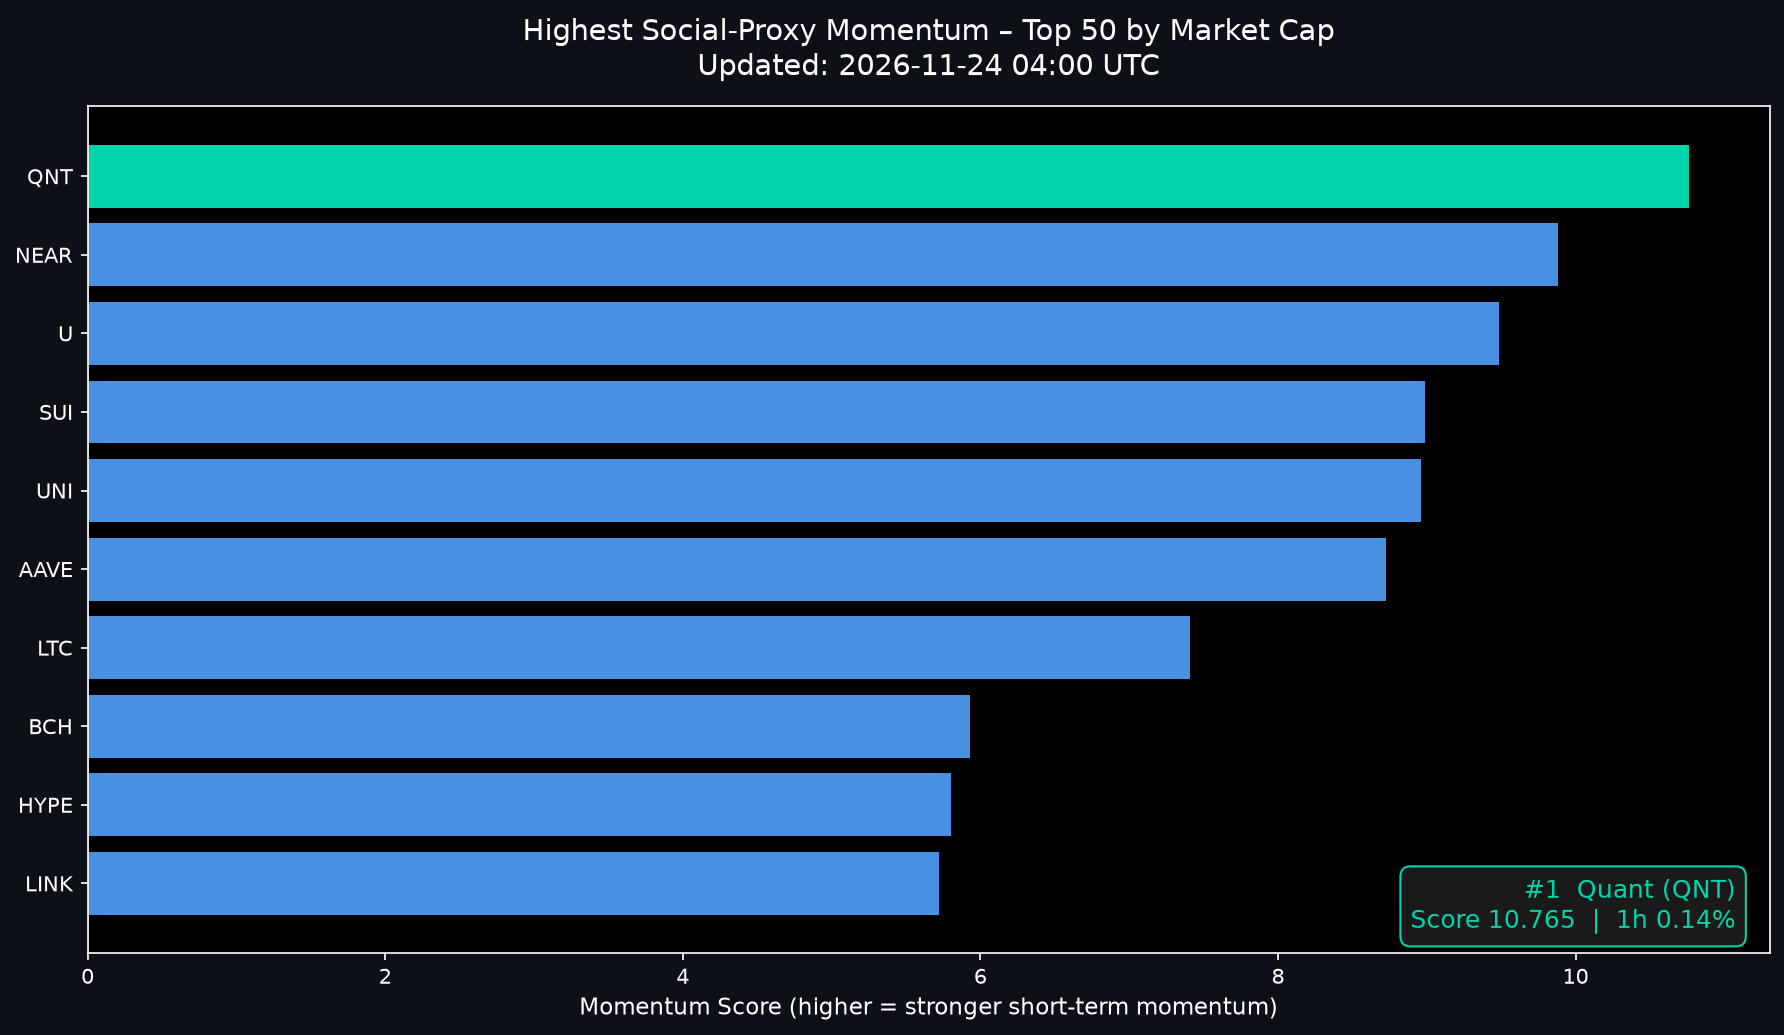 Highest Social-Proxy Momentum – Top 50 by Market Cap
Updated: 2026-11-24 04:00 UTC
QNT
NEAR
U
SUI
UNI
AAVE
LTC
BCH
HYPE
LINK
#1  Quant (QNT)
Score 10.765  |  1h 0.14%
0 2 4 6 8 10
Momentum Score (higher = stronger short-term momentum)